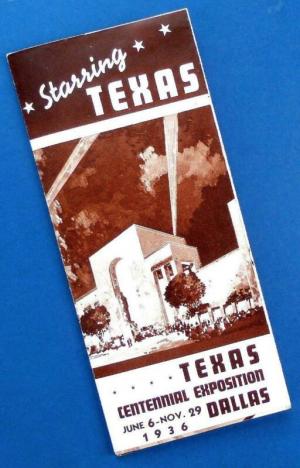 Starring
TEXAS
.... TEXAS
CENTENNIAL EXPOSITION
JUNE 6-NOV. 29 DALLAS
1936